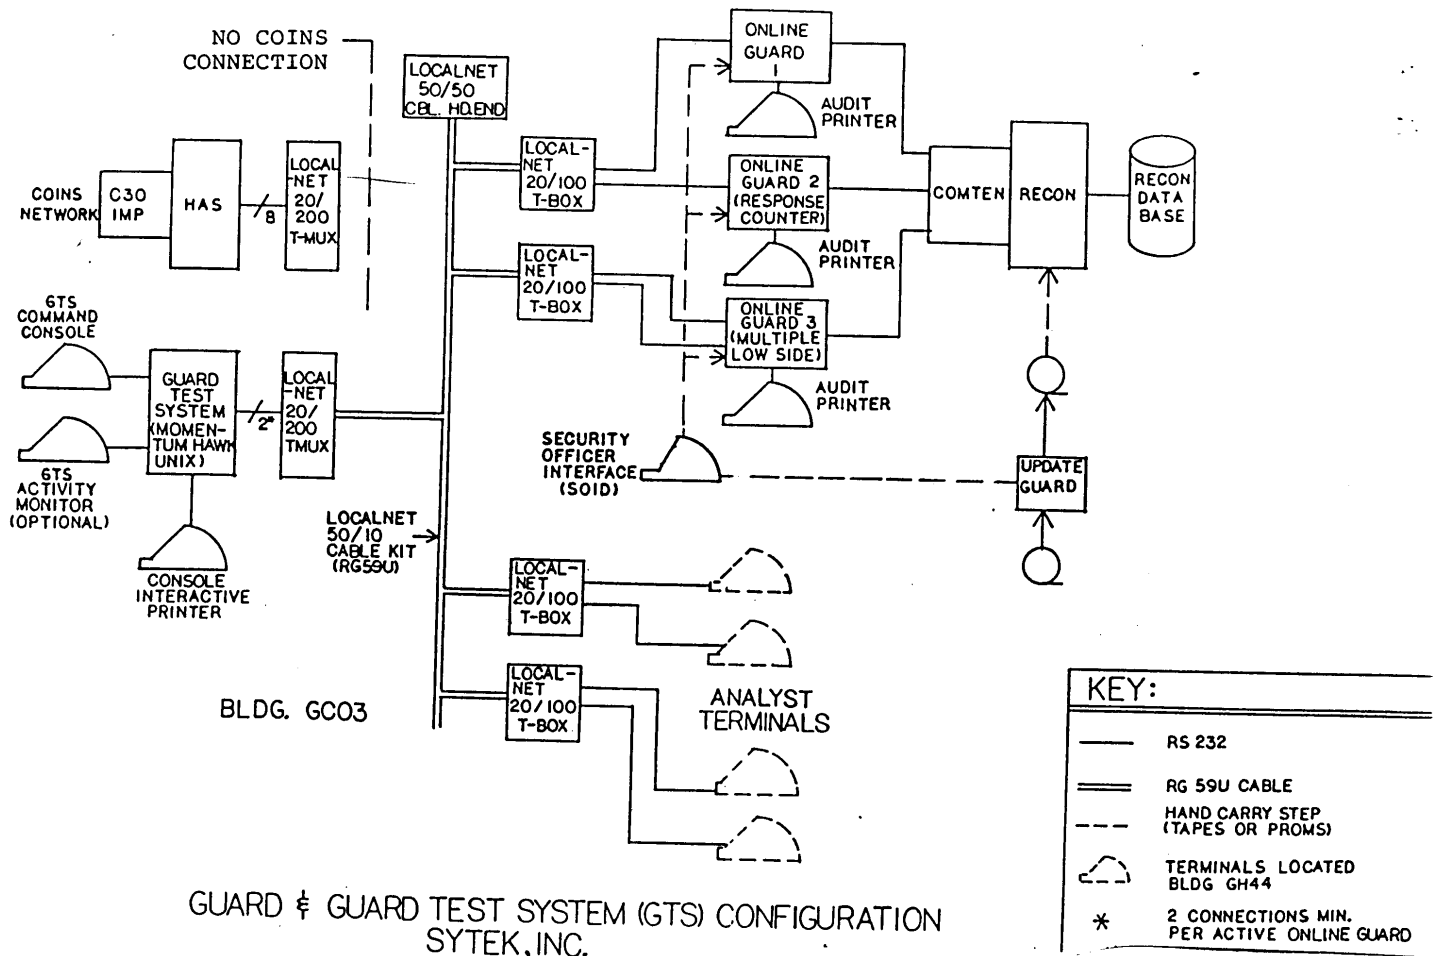 NO COINS
CONNECTION
LOCALNET
50/50
CBL. HD.END
ONLINE
GUARD
AUDIT
PRINTER
COINS
NETWORK
C30
IMP
HAS
8
LOCAL
-NET
20/
200
T-MUX
LOCAL-
NET
20/100
T-BOX
ONLINE
GUARD 2
(RESPONSE
COUNTER)
AUDIT
PRINTER
COMTEN
RECON
RECON
DATA
BASE
LOCAL-
NET
20/100
T-BOX
ONLINE
GUARD 3
(MULTIPLE
LOW SIDE)
AUDIT
PRINTER
GTS
COMMAND
CONSOLE
GUARD
TEST
SYSTEM
(MOMEN-
TUM HAWK
UNIX)
2*
LOCAL
-NET
20/
200
TMUX
GTS
ACTIVITY
MONITOR
(OPTIONAL)
CONSOLE
INTERACTIVE
PRINTER
SECURITY
OFFICER
INTERFACE
(SOID)
UPDATE
GUARD
LOCALNET
50/10
CABLE KIT
(RG59U)
LOCAL-
NET
20/100
T-BOX
LOCAL-
NET
20/100
T-BOX
ANALYST
TERMINALS
BLDG. GC03
KEY:
RS 232
RG 59U CABLE
HAND CARRY STEP
(TAPES OR PROMS)
TERMINALS LOCATED
BLDG GH44
* 2 CONNECTIONS MIN.
PER ACTIVE ONLINE GUARD
GUARD & GUARD TEST SYSTEM (GTS) CONFIGURATION
SYTEK, INC.